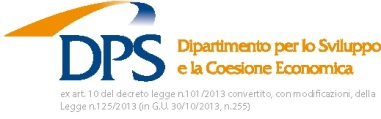 DPS
Dipartimento per lo Sviluppo
e la Coesione Economica
ex art. 10 del decreto legge n.101/2013 convertito, con modificazioni, della
Legge n.125/2013 (in G.U. 30/10/2013, n.255)